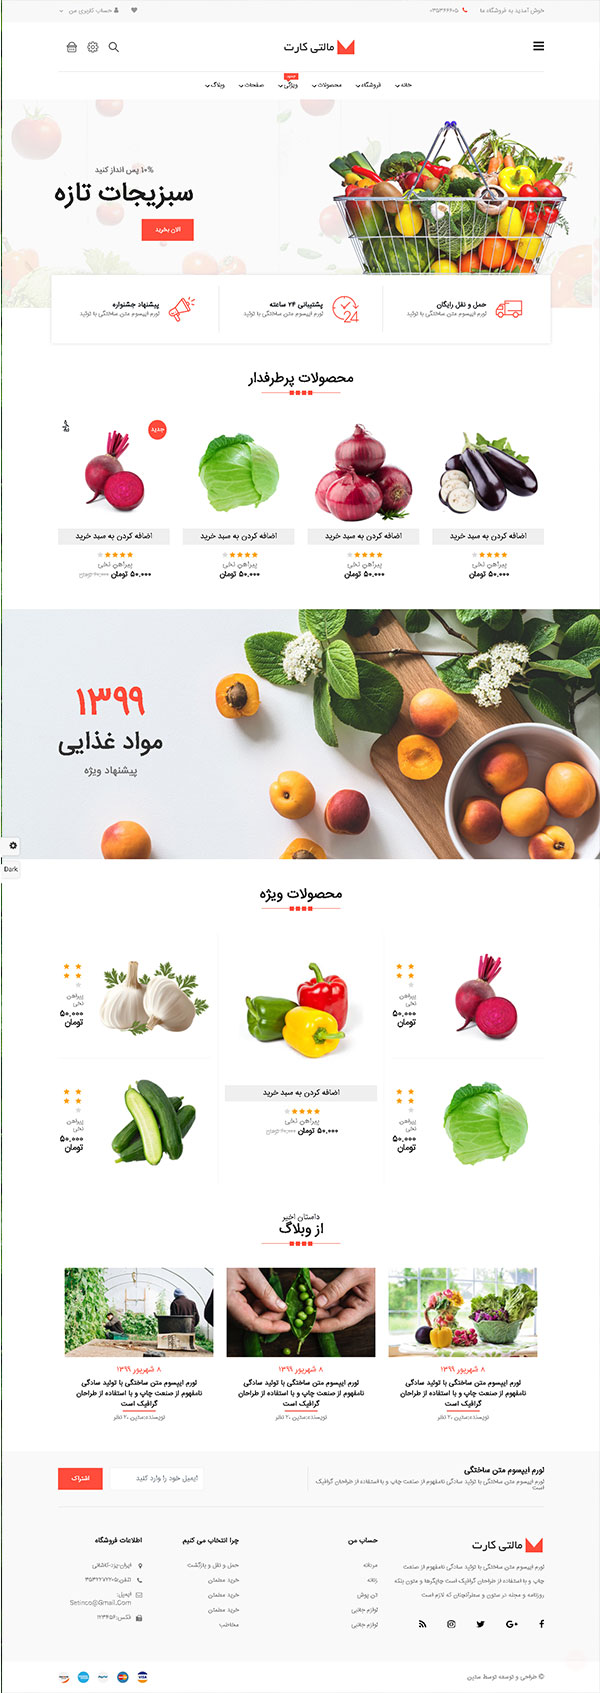 خوش آمدید به فروشگاه ما
۰۳۵۳۶۶۶۰۵
حساب کاربری من
مالتی کارت
خانه
فروشگاه
محصولات
جدید
ویژگی
صفحات
وبلاگ
۱۰% پس انداز کنید
سبزیجات تازه
الان بخرید
حمل و نقل رایگان
لورم ایپسوم متن ساختگی با تولید
پشتیبانی ۲۴ ساعته
لورم ایپسوم متن ساختگی با تولید
پیشنهاد جشنواره
لورم ایپسوم متن ساختگی با تولید
24
محصولات پرطرفدار
جدید
اضافه کردن به سبد خرید
پیراهن نخی
۵۰,۰۰۰ تومان
اضافه کردن به سبد خرید
پیراهن نخی
۵۰,۰۰۰ تومان
اضافه کردن به سبد خرید
پیراهن نخی
۵۰,۰۰۰ تومان
اضافه کردن به سبد خرید
پیراهن نخی
۵۰,۰۰۰ تومان
۱۳۹۹
مواد غذایی
پیشنهاد ویژه
Dark
محصولات ویژه
پیراهن
نخی
۵۰,۰۰۰
تومان
پیراهن
نخی
۵۰,۰۰۰
تومان
اضافه کردن به سبد خرید
پیراهن نخی
۵۰,۰۰۰ تومان
پیراهن
نخی
۵۰,۰۰۰
تومان
پیراهن
نخی
۵۰,۰۰۰
تومان
داستان اخیر
از وبلاگ
۸ شهریور ۱۳۹۹
لورم ایپسوم متن ساختگی با تولید سادگی
نامفهوم از صنعت چاپ و با استفاده از طراحان
گرافیک است
نویسنده:ستین ۲۰ نظر
۸ شهریور ۱۳۹۹
لورم ایپسوم متن ساختگی با تولید سادگی
نامفهوم از صنعت چاپ و با استفاده از طراحان
گرافیک است
نویسنده:ستین ۲۰ نظر
۸ شهریور ۱۳۹۹
لورم ایپسوم متن ساختگی با تولید سادگی
نامفهوم از صنعت چاپ و با استفاده از طراحان
گرافیک است
نویسنده:ستین ۲۰ نظر
لورم ایپسوم متن ساختگی
لورم ایپسوم متن ساختگی با تولید سادگی نامفهوم از صنعت چاپ و با استفاده از طراحان گرافیک
است
ایمیل خود را وارد کنید
اشتراک
مالتی کارت
لورم ایپسوم متن ساختگی با تولید سادگی نامفهوم از صنعت
چاپ و با استفاده از طراحان گرافیک است چاپگرها و متون بلکه
روزنامه و مجله در ستون و سطرآنچنان که لازم است
حساب من
مردانه
زنانه
تن پوش
لوازم جانبی
لوازم جانبی
چرا انتخاب می کنیم
حمل و نقل و بازگشت
خرید مطمئن
خرید مطمئن
خرید مطمئن
مخاطب
اطلاعات فروشگاه
ایران-یزد-کاشانی
ایمیل:
Setinco@Gmail.Com
فکس:۱۲۳۴۵۶
© طراحی و توسعه توسط ستین
VISA